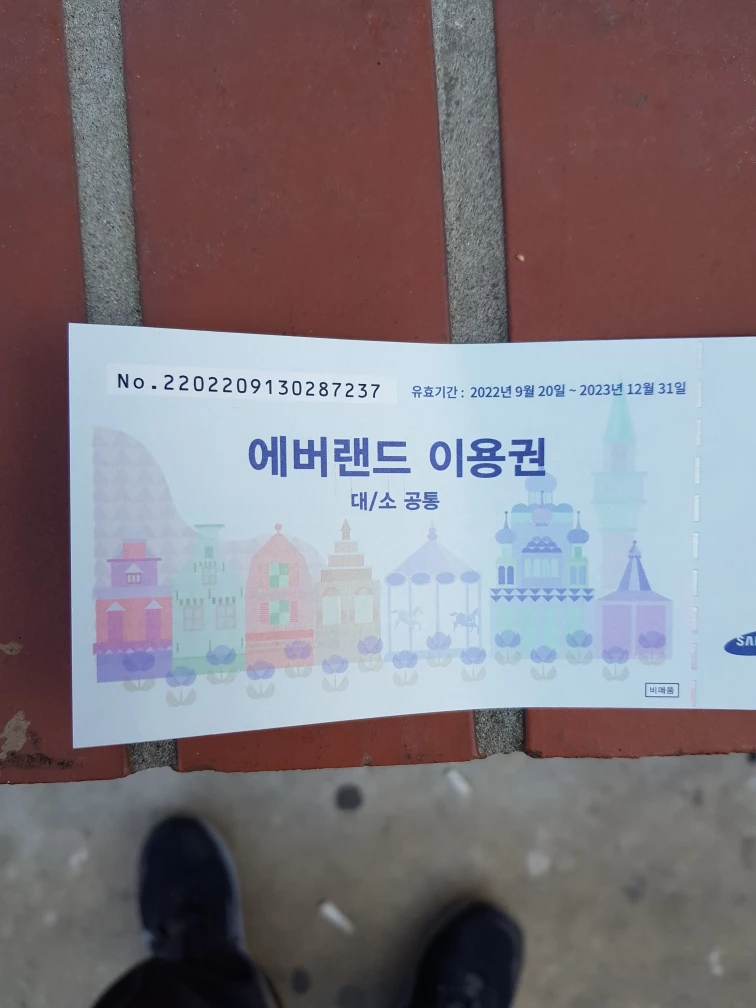 No.2202209130287237
유효기간 : 2022년 9월 20일 ~ 2023년 12월 31일
에버랜드 이용권
대/소 공통
비매품